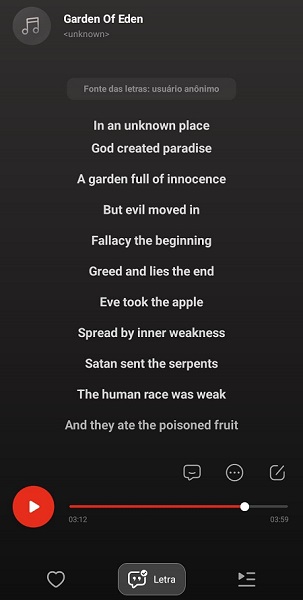 Garden Of Eden
<unknown>
Fonte das letras: usuário anônimo
In an unknown place
God created paradise
A garden full of innocence
But evil moved in
Fallacy the beginning
Greed and lies the end
Eve took the apple
Spread by inner weakness
Satan sent the serpents
The human race was weak
And they ate the poisoned fruit
03:12
03:59
Letra